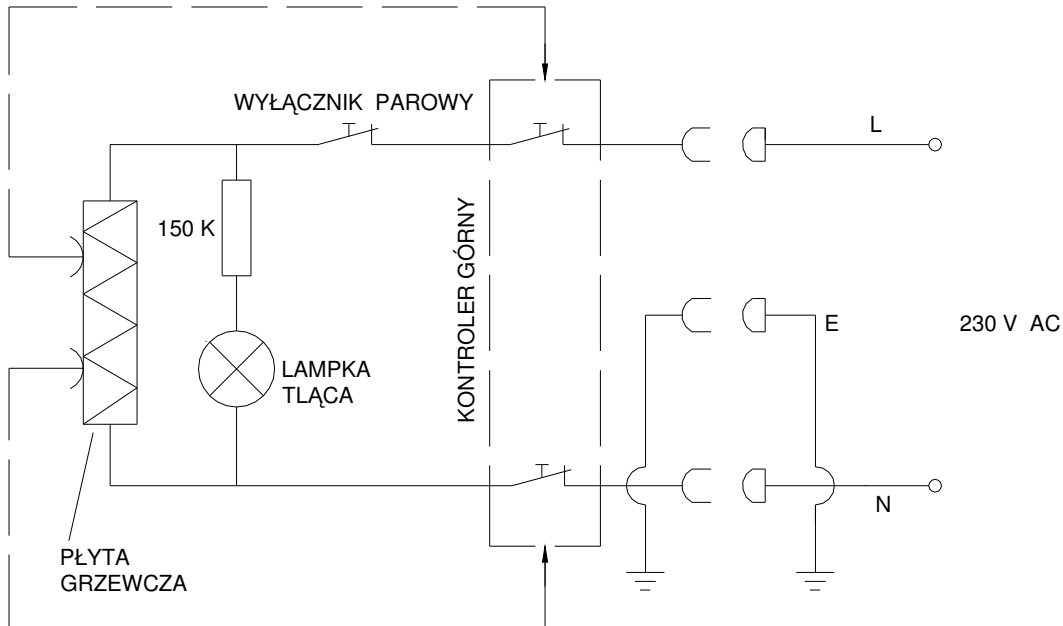 WYŁĄCZNIK PAROWY
L
150 K
KONTROLER GÓRNY
E
230 V AC
LAMPKA
TLĄCA
N
PŁYTA
GRZEWCZA